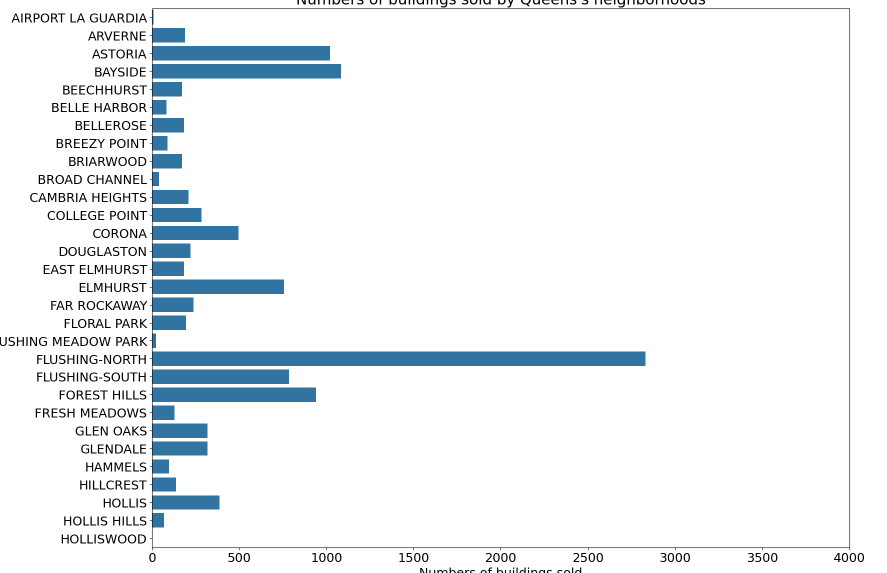 Numbers of buildings sold by Queens's neighborhoods
AIRPORT LA GUARDIA
ARVERNE
ASTORIA
BAYSIDE
BEECHHURST
BELLE HARBOR
BELLEROSE
BREEZY POINT
BRIARWOOD
BROAD CHANNEL
CAMBRIA HEIGHTS
COLLEGE POINT
CORONA
DOUGLASTON
EAST ELMHURST
ELMHURST
FAR ROCKAWAY
FLORAL PARK
USHING MEADOW PARK
FLUSHING-NORTH
FLUSHING-SOUTH
FOREST HILLS
FRESH MEADOWS
GLEN OAKS
GLENDALE
HAMMELS
HILLCREST
HOLLIS
HOLLIS HILLS
HOLLISWOOD
0 500 1000 1500 2000 2500 3000 3500 4000
Numbers of buildings sold